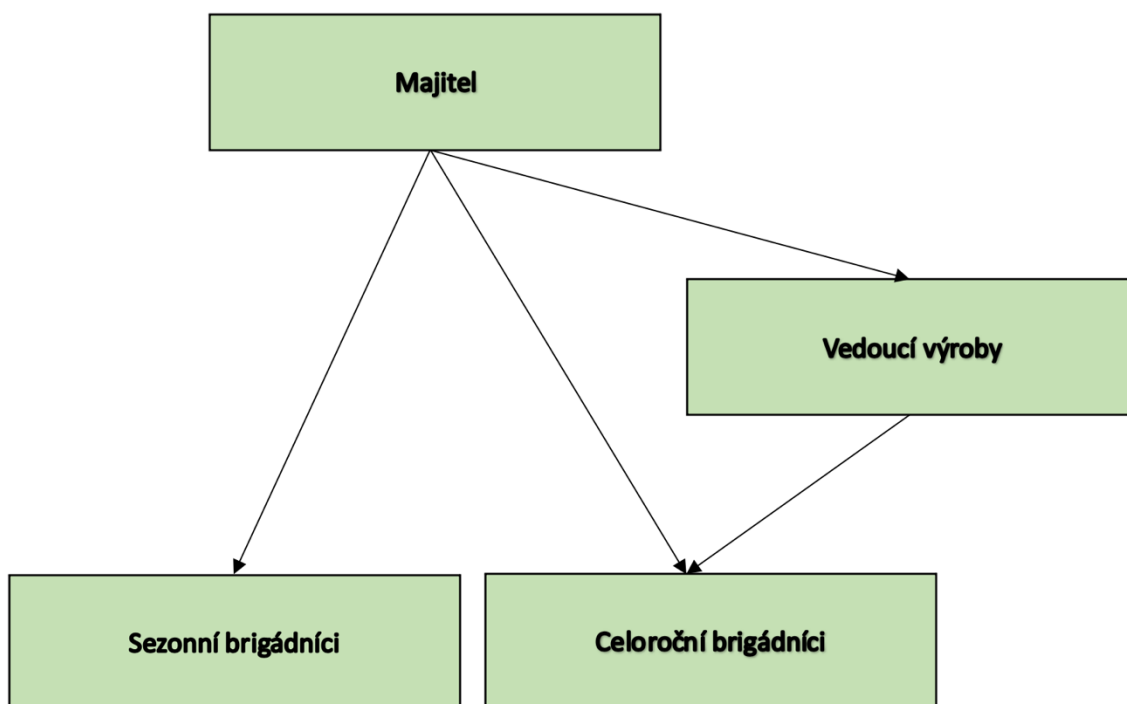 Majitel
Vedoucí výroby
Sezonní brigádníci
Celoroční brigádníci